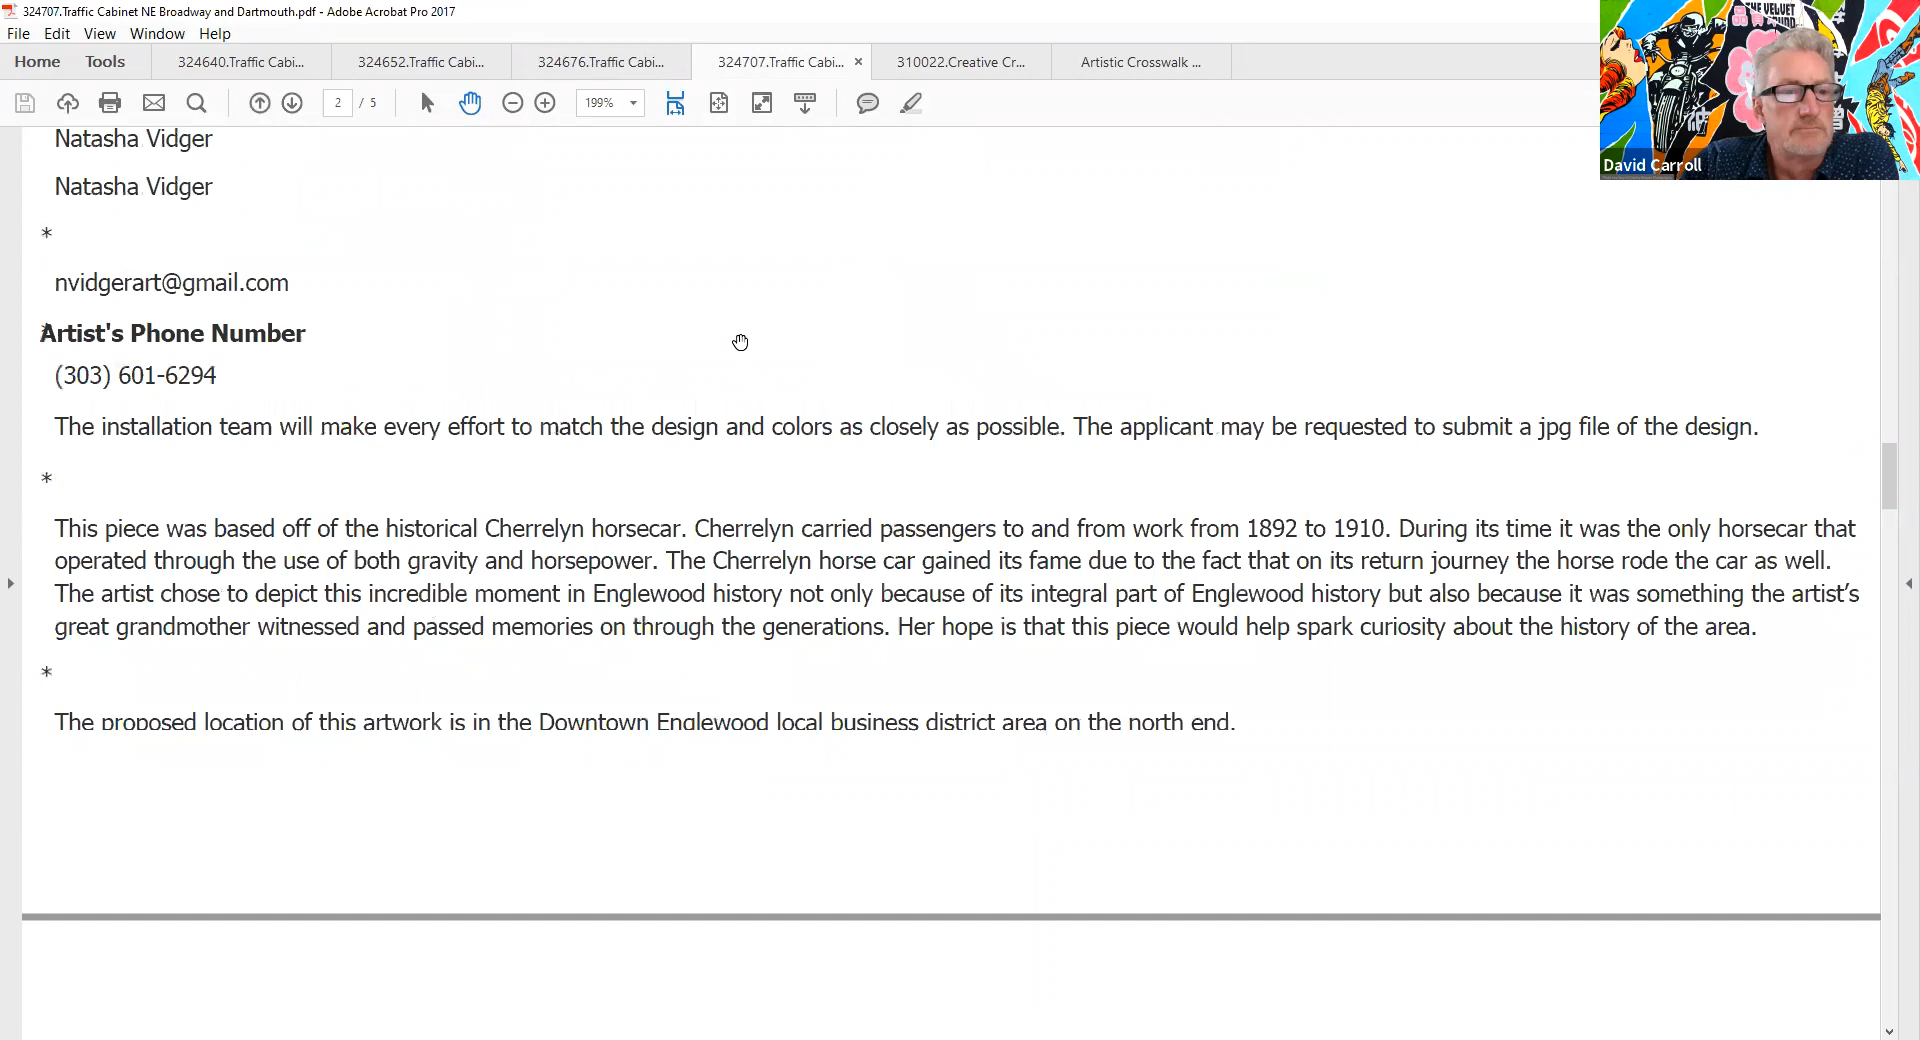 324707.Traffic Cabinet NE Broadway and Dartmouth.pdf - Adobe Acrobat Pro 2017
File Edit View Window Help
Home Tools 324640.Traffic Cabi... 324652.Traffic Cabi... 324676.Traffic Cabi... 324707.Traffic Cabi... × 310022.Creative Cr... Artistic Crosswalk ...
2 / 5 199%
THE VELVET
David Carroll
Natasha Vidger
Natasha Vidger
*
nvidgerart@gmail.com
Artist's Phone Number
(303) 601-6294
The installation team will make every effort to match the design and colors as closely as possible. The applicant may be requested to submit a jpg file of the design.
*
This piece was based off of the historical Cherrelyn horsecar. Cherrelyn carried passengers to and from work from 1892 to 1910. During its time it was the only horsecar that
operated through the use of both gravity and horsepower. The Cherrelyn horse car gained its fame due to the fact that on its return journey the horse rode the car as well.
The artist chose to depict this incredible moment in Englewood history not only because of its integral part of Englewood history but also because it was something the artist’s
great grandmother witnessed and passed memories on through the generations. Her hope is that this piece would help spark curiosity about the history of the area.
*
The proposed location of this artwork is in the Downtown Englewood local business district area on the north end.